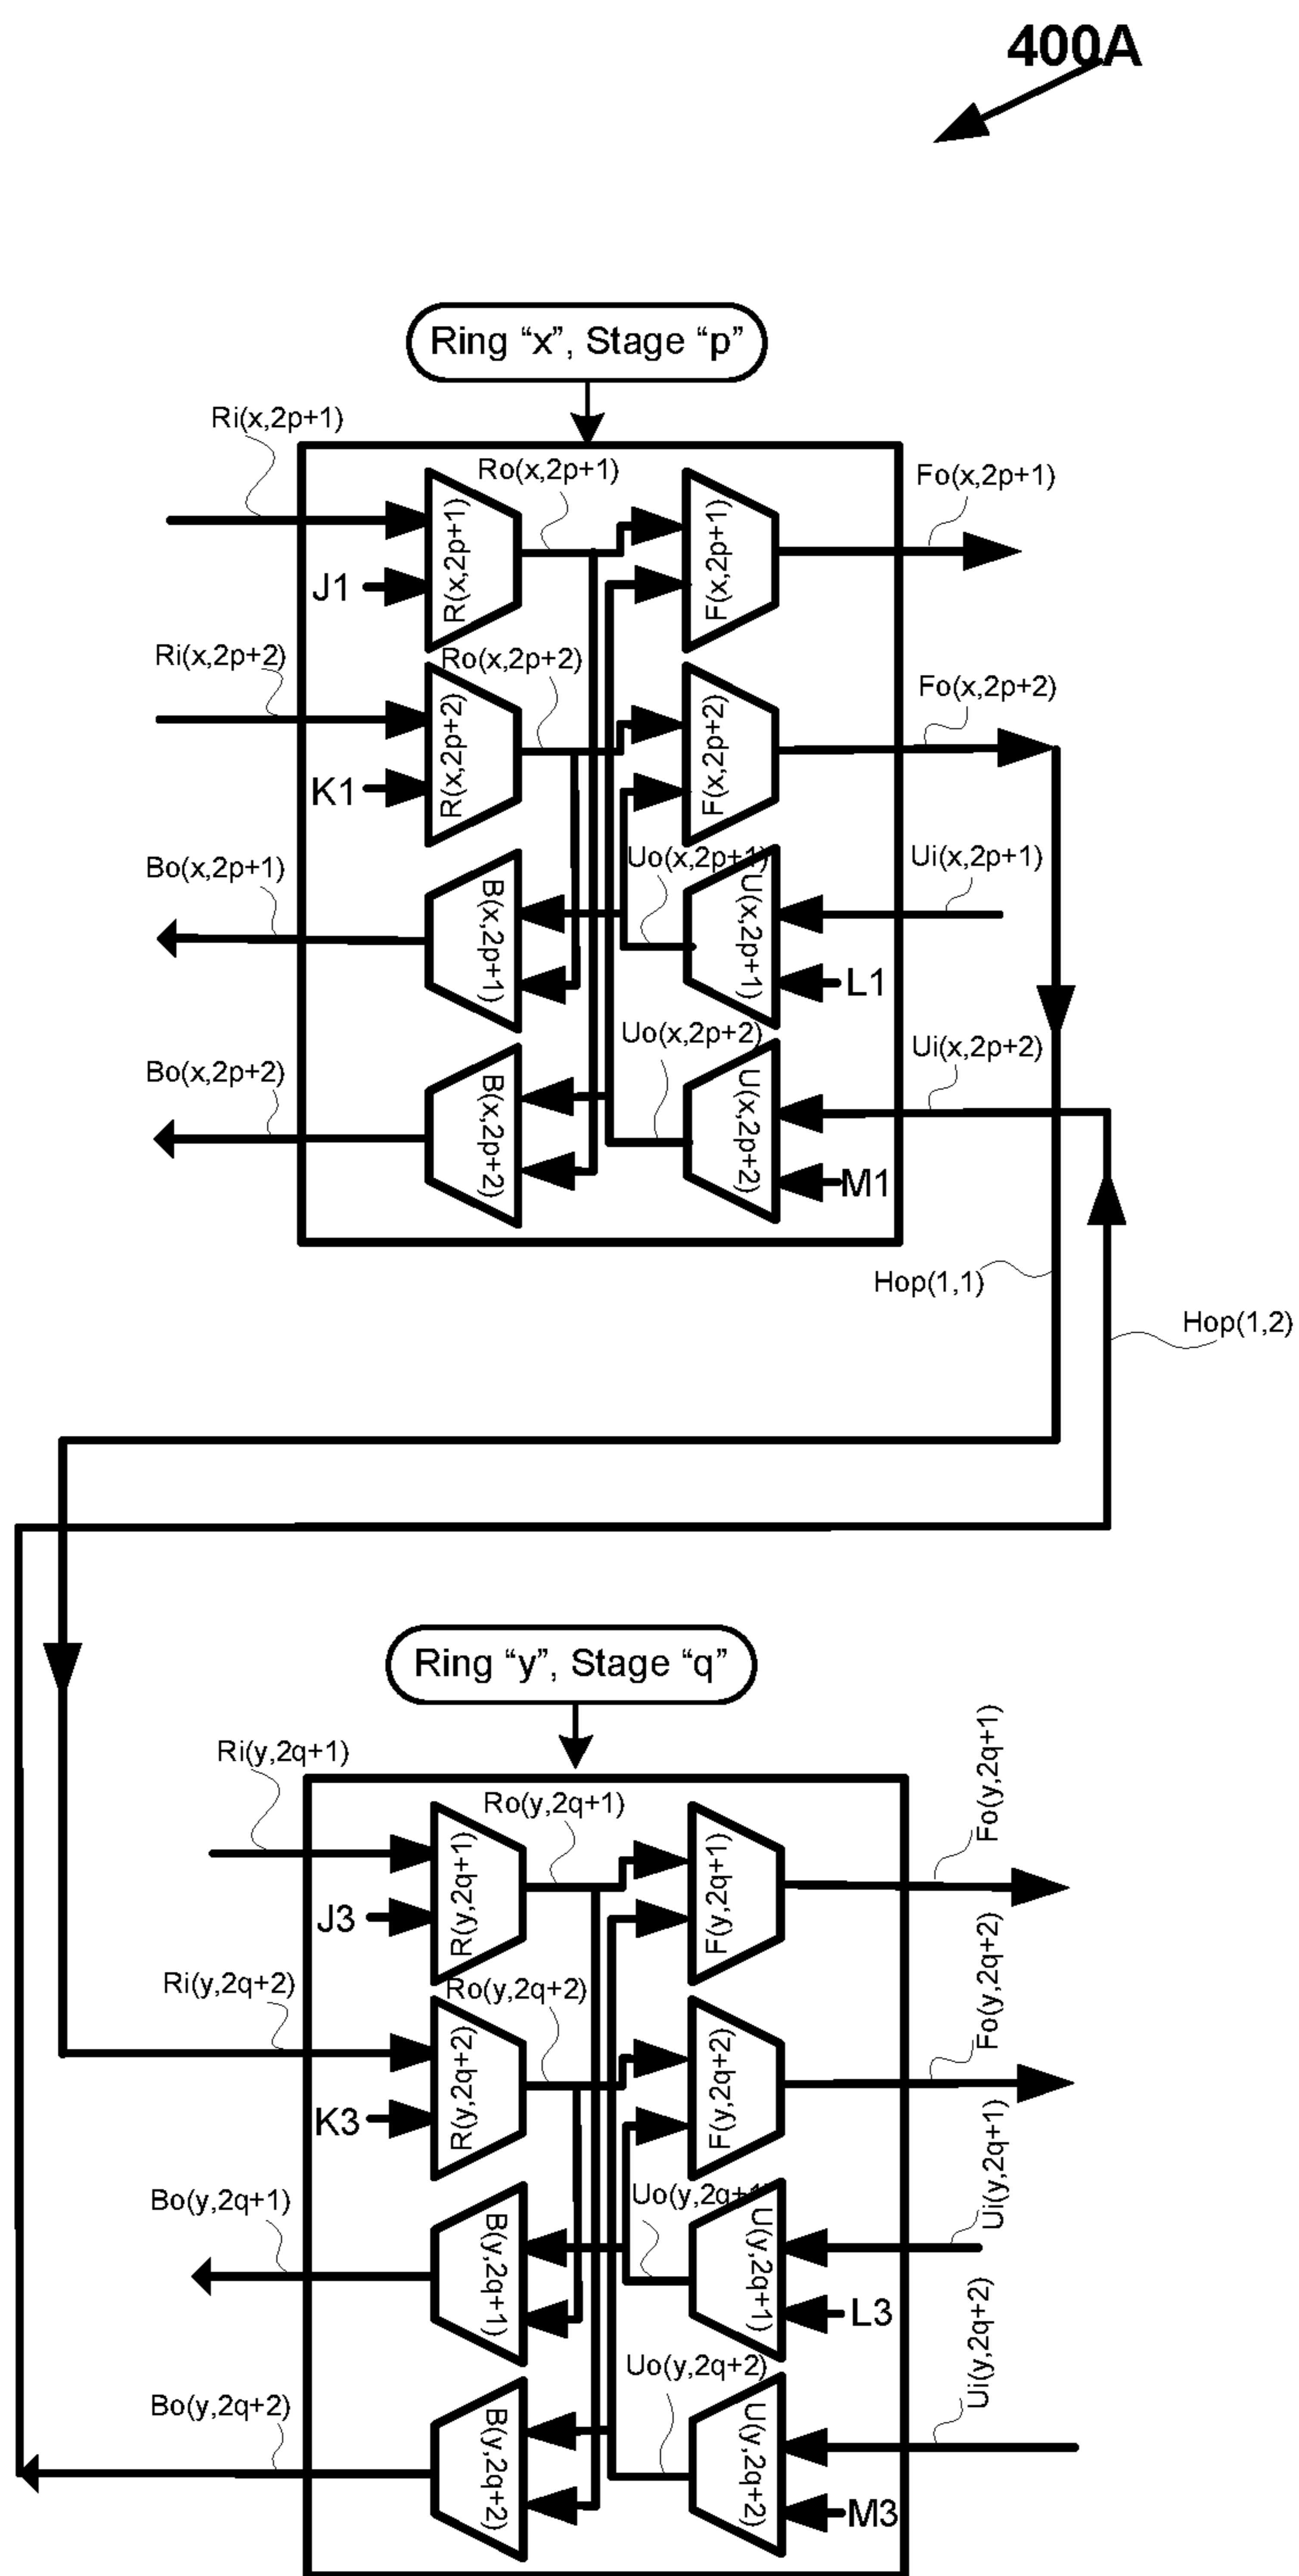 400A
Ring “x”, Stage “p”
Ri(x,2p+1)
Ro(x,2p+1)
Fo(x,2p+1)
R(x,2p+1)
F(x,2p+1)
J1
Ri(x,2p+2)
Ro(x,2p+2)
Fo(x,2p+2)
R(x,2p+2)
F(x,2p+2)
K1
Bo(x,2p+1)
Uo(x,2p+1)
Ui(x,2p+1)
B(x,2p+1)
U(x,2p+1)
L1
Bo(x,2p+2)
Uo(x,2p+2)
Ui(x,2p+2)
B(x,2p+2)
U(x,2p+2)
M1
Hop(1,1)
Hop(1,2)
Ring “y”, Stage “q”
Ri(y,2q+1)
Ro(y,2q+1)
Fo(y,2q+1)
R(y,2q+1)
F(y,2q+1)
J3
Ri(y,2q+2)
Ro(y,2q+2)
Fo(y,2q+2)
R(y,2q+2)
F(y,2q+2)
K3
Bo(y,2q+1)
Uo(y,2q+1)
Ui(y,2q+1)
B(y,2q+1)
U(y,2q+1)
L3
Bo(y,2q+2)
Uo(y,2q+2)
Ui(y,2q+2)
B(y,2q+2)
U(y,2q+2)
M3